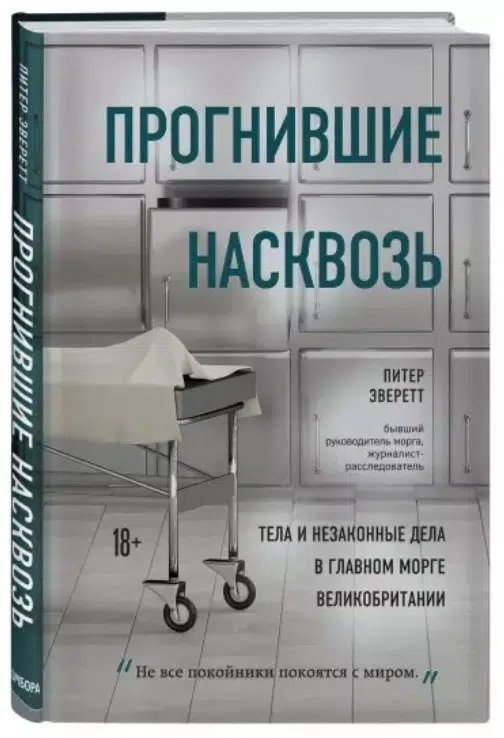 ПРОГНИВШИЕ
НАСКВОЗЬ
ПИТЕР
ЭВЕРЕТТ
бывший
руководитель морга,
журналист-
расследователь
18+
ТЕЛА И НЕЗАКОННЫЕ ДЕЛА
В ГЛАВНОМ МОРГЕ
ВЕЛИКОБРИТАНИИ
"Не все покойники покоятся с миром."
ПИТЕР ЭВЕРЕТТ
ПРОГНИВШИЕ НАСКВОЗЬ